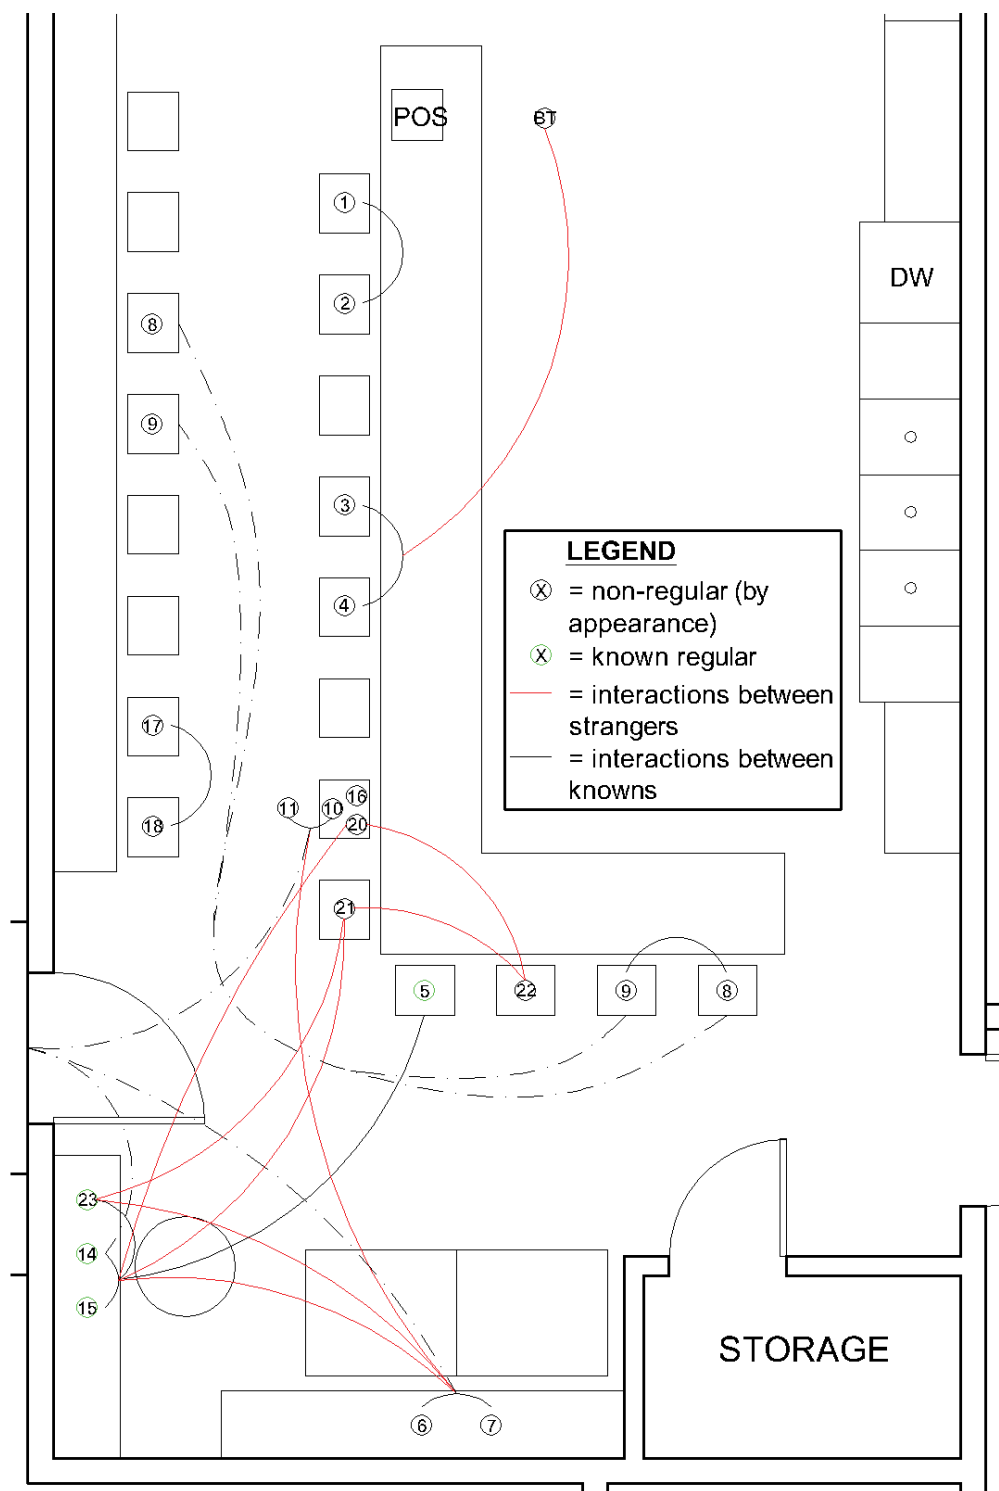 POS
BT
1
2
8
DW
9
3
4
LEGEND
X = non-regular (by
appearance)
X = known regular
= interactions between
strangers
= interactions between
knowns
17
18
11
10
16
20
21
5
22
9
8
23
14
15
STORAGE
6
7